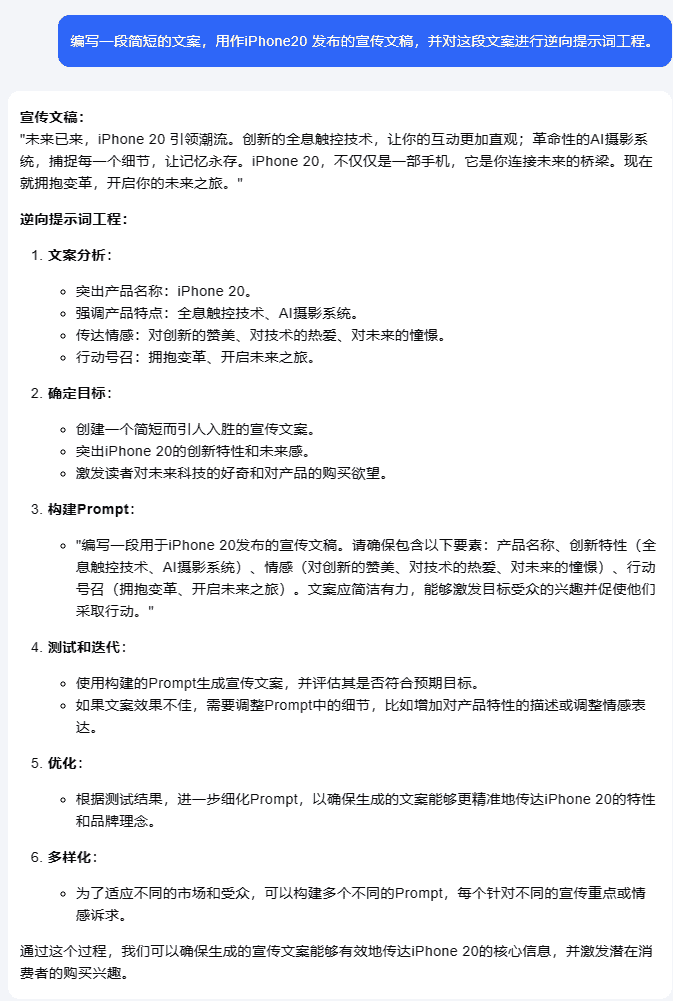 编写一段简短的文案，用作iPhone20 发布的宣传文稿，并对这段文案进行逆向提示词工程。
宣传文稿：
"未来已来，iPhone 20 引领潮流。创新的全息触控技术，让你的互动更加直观；革命性的AI摄影系
统，捕捉每一个细节，让记忆永存。iPhone 20，不仅仅是一部手机，它是你连接未来的桥梁。现在
就拥抱变革，开启你的未来之旅。"
逆向提示词工程：
1. 文案分析：
◦ 突出产品名称：iPhone 20。
◦ 强调产品特点：全息触控技术、AI摄影系统。
◦ 传达情感：对创新的赞美、对技术的热爱、对未来的憧憬。
◦ 行动号召：拥抱变革、开启未来之旅。
2. 确定目标：
◦ 创建一个简短而引人入胜的宣传文案。
◦ 突出iPhone 20的创新特性和未来感。
◦ 激发读者对未来科技的好奇和对产品的购买欲望。
3. 构建Prompt：
◦ "编写一段用于iPhone 20发布的宣传文稿。请确保包含以下要素：产品名称、创新特性（全
息触控技术、AI摄影系统）、情感（对创新的赞美、对技术的热爱、对未来的憧憬）、行动
号召（拥抱变革、开启未来之旅）。文案应简洁有力，能够激发目标受众的兴趣并促使他们
采取行动。"
4. 测试和迭代：
◦ 使用构建的Prompt生成宣传文案，并评估其是否符合预期目标。
◦ 如果文案效果不佳，需要调整Prompt中的细节，比如增加对产品特性的描述或调整情感表
达。
5. 优化：
◦ 根据测试结果，进一步细化Prompt，以确保生成的文案能够更精准地传达iPhone 20的特性
和品牌理念。
6. 多样化：
◦ 为了适应不同的市场和受众，可以构建多个不同的Prompt，每个针对不同的宣传重点或情
感诉求。
通过这个过程，我们可以确保生成的宣传文案能够有效地传达iPhone 20的核心信息，并激发潜在消
费者的购买兴趣。